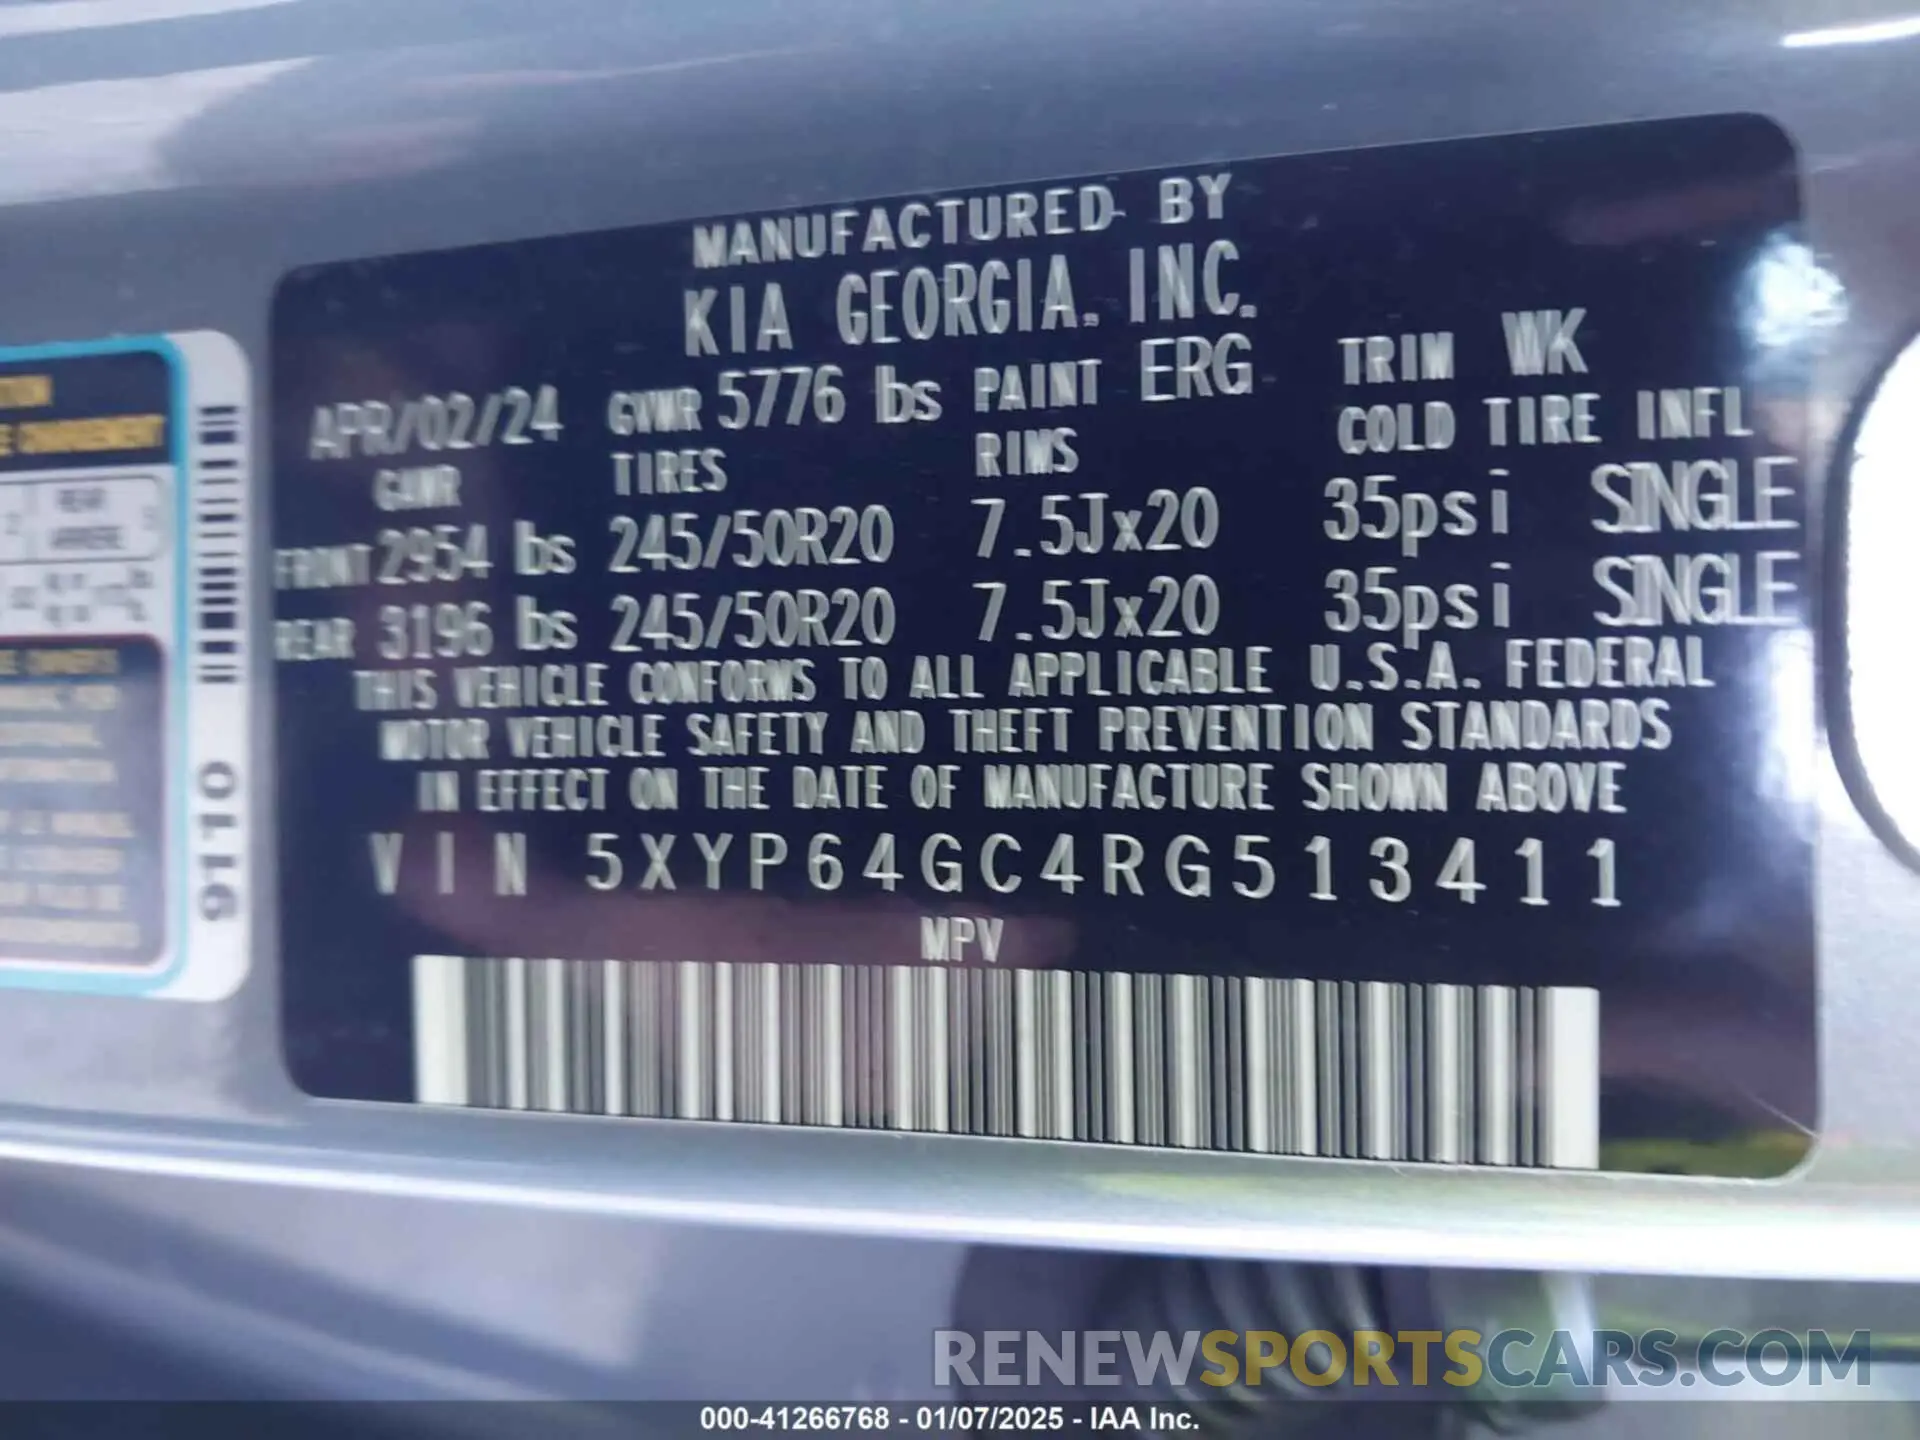 MANUFACTURED BY
KIA GEORGIA. INC.
APR/02/24 GVWR 5776 lbs PAINT ERG TRIM WK
GAWR TIRES RIMS COLD TIRE INFL
FRONT 2954 lbs 245/50R20 7.5Jx20 35psi SINGLE
REAR 3196 lbs 245/50R20 7.5Jx20 35psi SINGLE
THIS VEHICLE CONFORMS TO ALL APPLICABLE U.S.A. FEDERAL
MOTOR VEHICLE SAFETY AND THEFT PREVENTION STANDARDS
IN EFFECT ON THE DATE OF MANUFACTURE SHOWN ABOVE
VIN 5XYP64GC4RG513411
MPV
REAR
0116
RENEWSPORTSCARS.COM
000-41266768 - 01/07/2025 - IAA Inc.